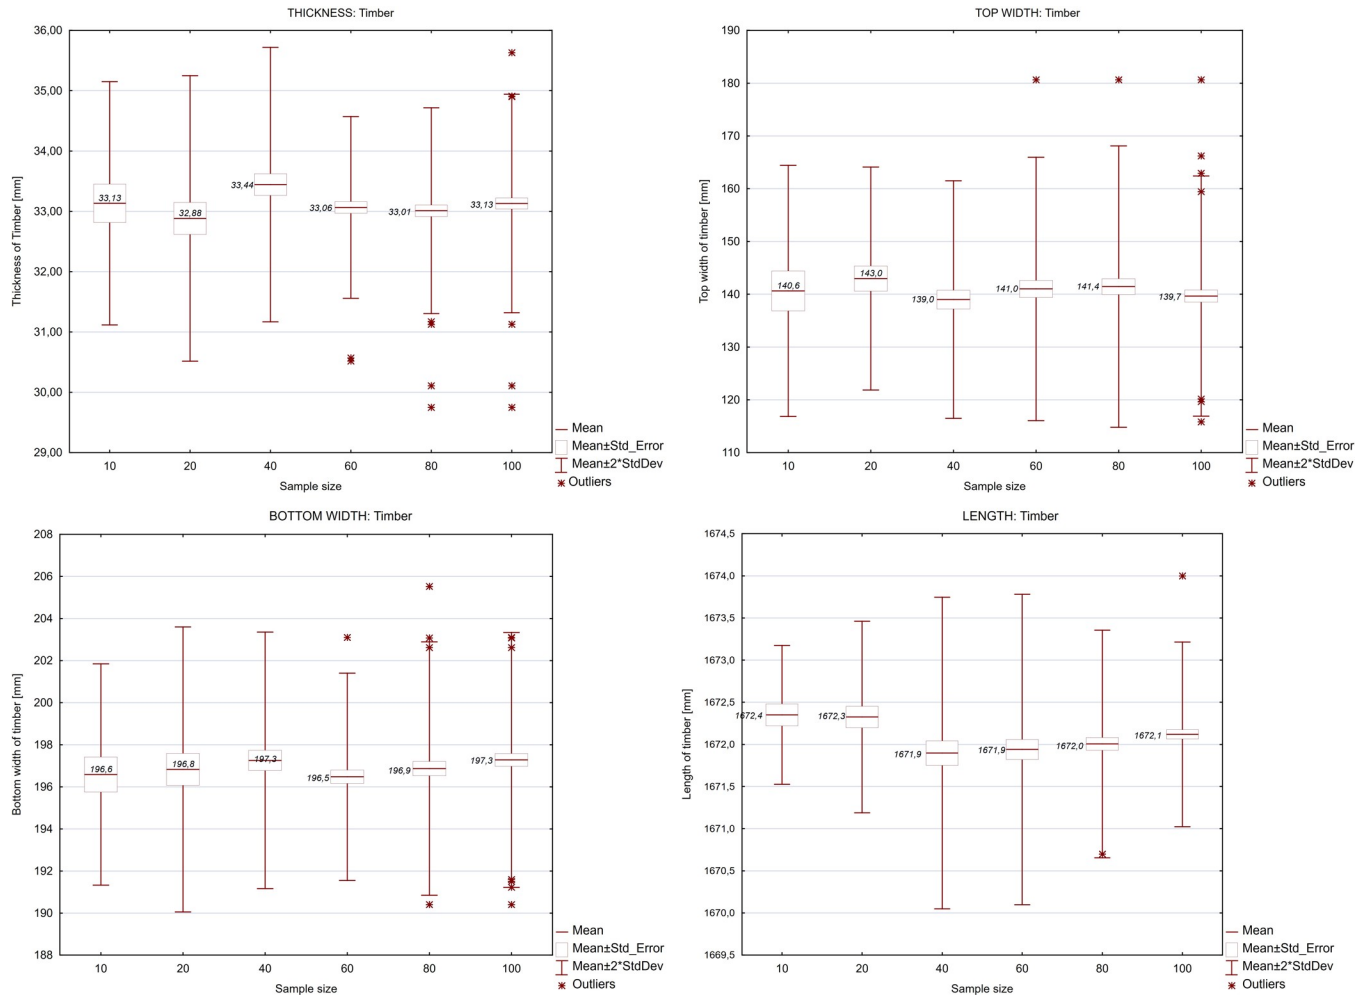 THICKNESS: Timber
36,00
35,00
34,00
33,00
32,00
31,00
30,00
29,00
Thickness of Timber [mm]
33,13
32,88
33,44
33,06
33,01
33,13
10 20 40 60 80 100
Sample size
Mean
Mean±Std_Error
Mean±2*StdDev
Outliers
TOP WIDTH: Timber
190
180
170
160
150
140
130
120
110
Top width of timber [mm]
140,6
143,0
139,0
141,0
141,4
139,7
10 20 40 60 80 100
Sample size
Mean
Mean±Std_Error
Mean±2*StdDev
Outliers
BOTTOM WIDTH: Timber
208
206
204
202
200
198
196
194
192
190
188
Bottom width of timber [mm]
196,6
196,8
197,3
196,5
196,9
197,3
10 20 40 60 80 100
Sample size
Mean
Mean±Std_Error
Mean±2*StdDev
Outliers
LENGTH: Timber
1674,5
1674,0
1673,5
1673,0
1672,5
1672,0
1671,5
1671,0
1670,5
1670,0
1669,5
Length of timber [mm]
1672,4
1672,3
1671,9
1671,9
1672,0
1672,1
10 20 40 60 80 100
Sample size
Mean
Mean±Std_Error
Mean±2*StdDev
Outliers